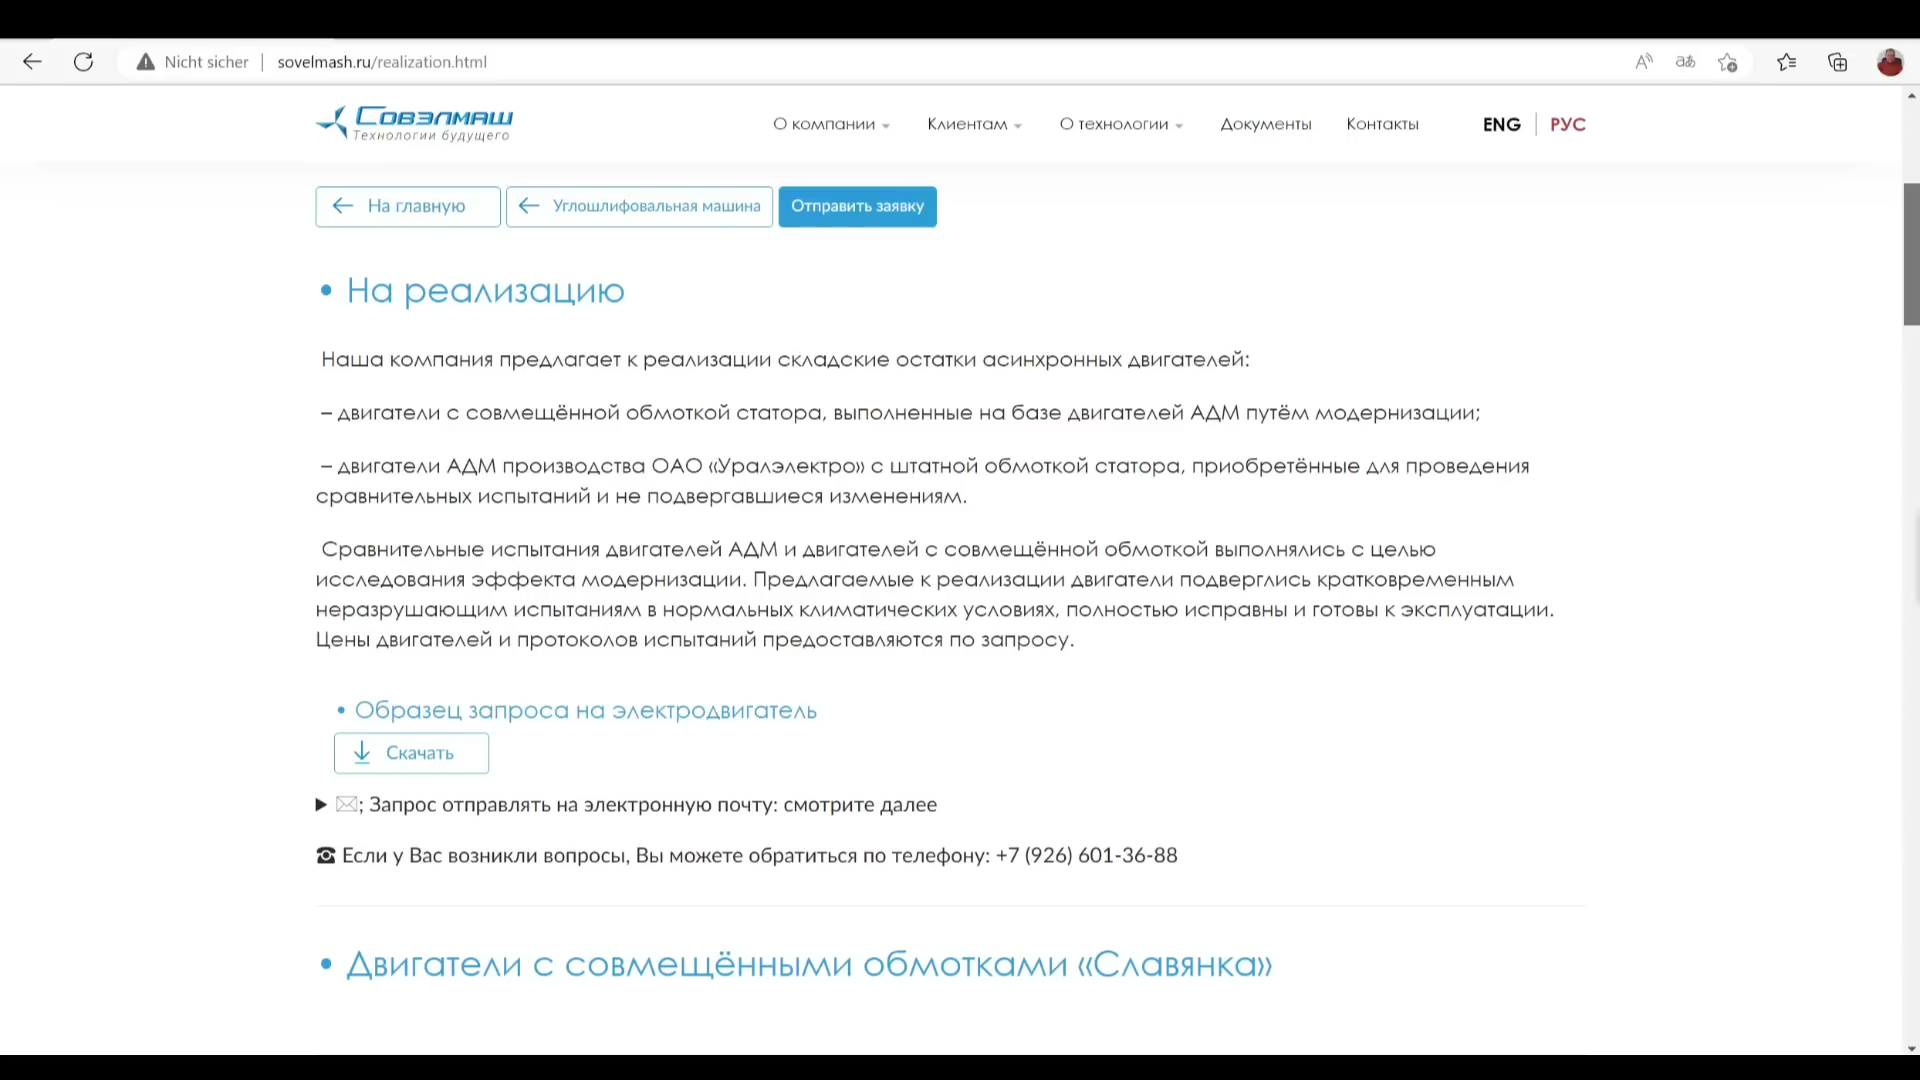 Nicht sicher | sovelmash.ru/realization.html
СОВЭЛМАШ
Технологии будущего
О компании
Клиентам
О технологии
Документы
Контакты
ENG | РУС
На главную
Углошлифовальная машина
Отправить заявку
• На реализацию
Наша компания предлагает к реализации складские остатки асинхронных двигателей:
– двигатели с совмещённой обмоткой статора, выполненные на базе двигателей АДМ путём модернизации;
– двигатели АДМ производства ОАО «Уралэлектро» с штатной обмоткой статора, приобретённые для проведения
сравнительных испытаний и не подвергавшиеся изменениям.
Сравнительные испытания двигателей АДМ и двигателей с совмещённой обмоткой выполнялись с целью
исследования эффекта модернизации. Предлагаемые к реализации двигатели подверглись кратковременным
неразрушающим испытаниям в нормальных климатических условиях, полностью исправны и готовы к эксплуатации.
Цены двигателей и протоколов испытаний предоставляются по запросу.
• Образец запроса на электродвигатель
Скачать
▶ ✉; Запрос отправлять на электронную почту: смотрите далее
☎ Если у Вас возникли вопросы, Вы можете обратиться по телефону: +7 (926) 601-36-88
• Двигатели с совмещёнными обмотками «Славянка»